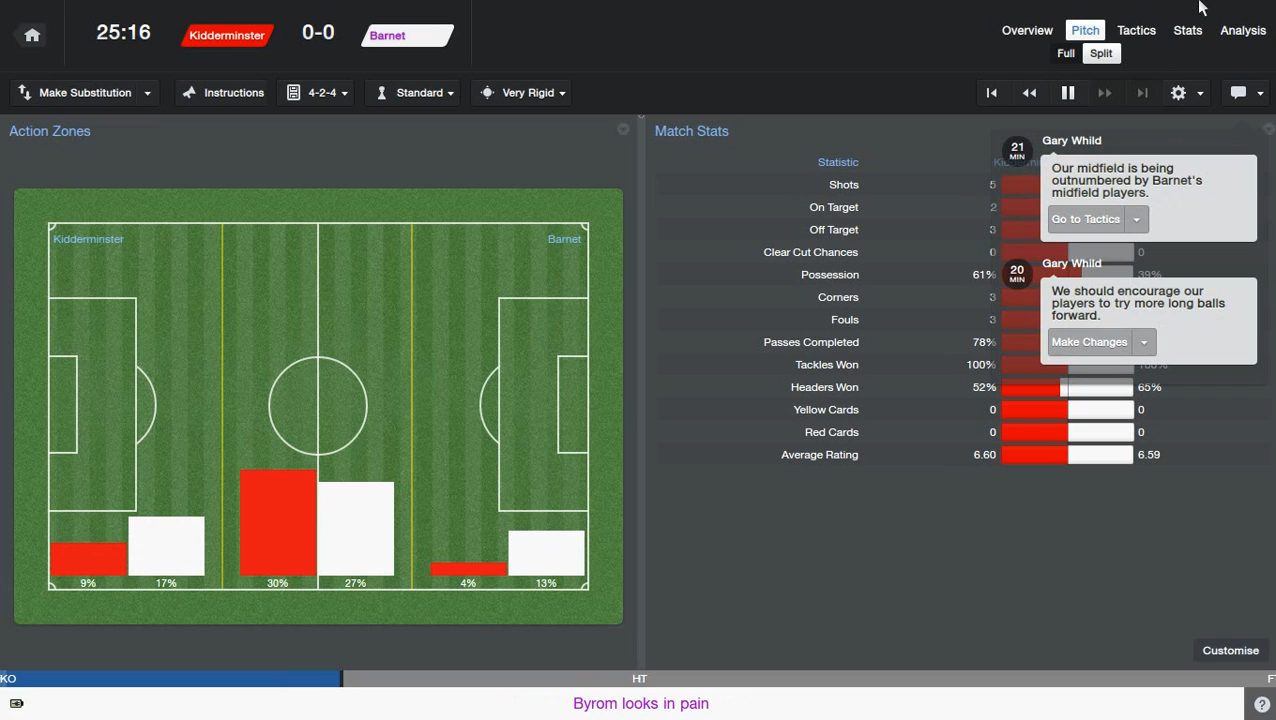 25:16
Kidderminster
0-0
Barnet
Overview
Pitch
Tactics
Stats
Analysis
Full
Split
Make Substitution
Instructions
4-2-4
Standard
Very Rigid
Action Zones
Kidderminster
Barnet
9%
17%
30%
27%
4%
13%
Match Stats
Statistic
Shots 5
On Target 2
Off Target 3
Clear Cut Chances 0 0
Possession 61% 39%
Corners 3
Fouls 3
Passes Completed 78%
Tackles Won 100% 100%
Headers Won 52% 65%
Yellow Cards 0 0
Red Cards 0 0
Average Rating 6.60 6.59
21
MIN
Gary Whild
Our midfield is being
outnumbered by Barnet's
midfield players.
Go to Tactics
20
MIN
Gary Whild
We should encourage our
players to try more long balls
forward.
Make Changes
Customise
KO
HT
Byrom looks in pain
?